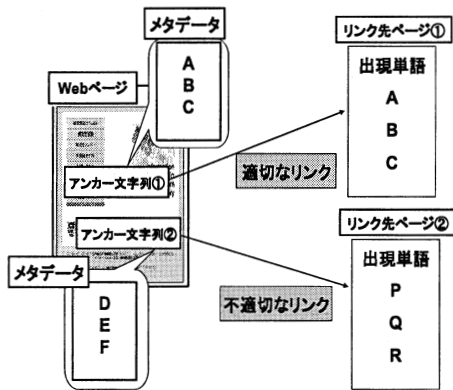 メタデータ
A
B
C
Webページ
アンカー文字列①
アンカー文字列②
メタデータ
D
E
F
適切なリンク
不適切なリンク
リンク先ページ①
出現単語
A
B
C
リンク先ページ②
出現単語
P
Q
R